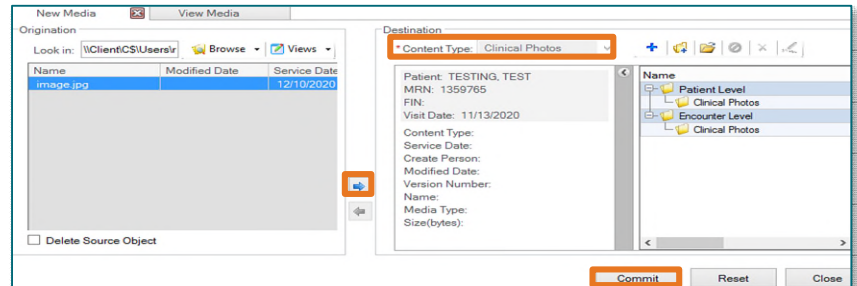 New Media View Media
Origination
Look in: \\Client\C$\Users\r Browse Views
Name Modified Date Service Date
image.jpg 12/10/2020
Delete Source Object
Destination
* Content Type: Clinical Photos
Patient: TESTING, TEST
MRN: 1359765
FIN:
Visit Date: 11/13/2020
Content Type:
Service Date:
Create Person:
Modified Date:
Version Number:
Name:
Media Type:
Size(bytes):
Name
Patient Level
Clinical Photos
Encounter Level
Clinical Photos
Commit Reset Close